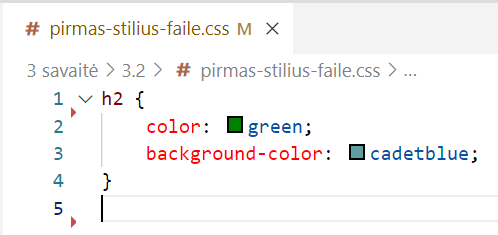 # pirmas-stilius-faile.css M ×
3 savaitė > 3.2 > # pirmas-stilius-faile.css > ...
1 h2 {
2 color: green;
3 background-color: cadetblue;
4 }
5